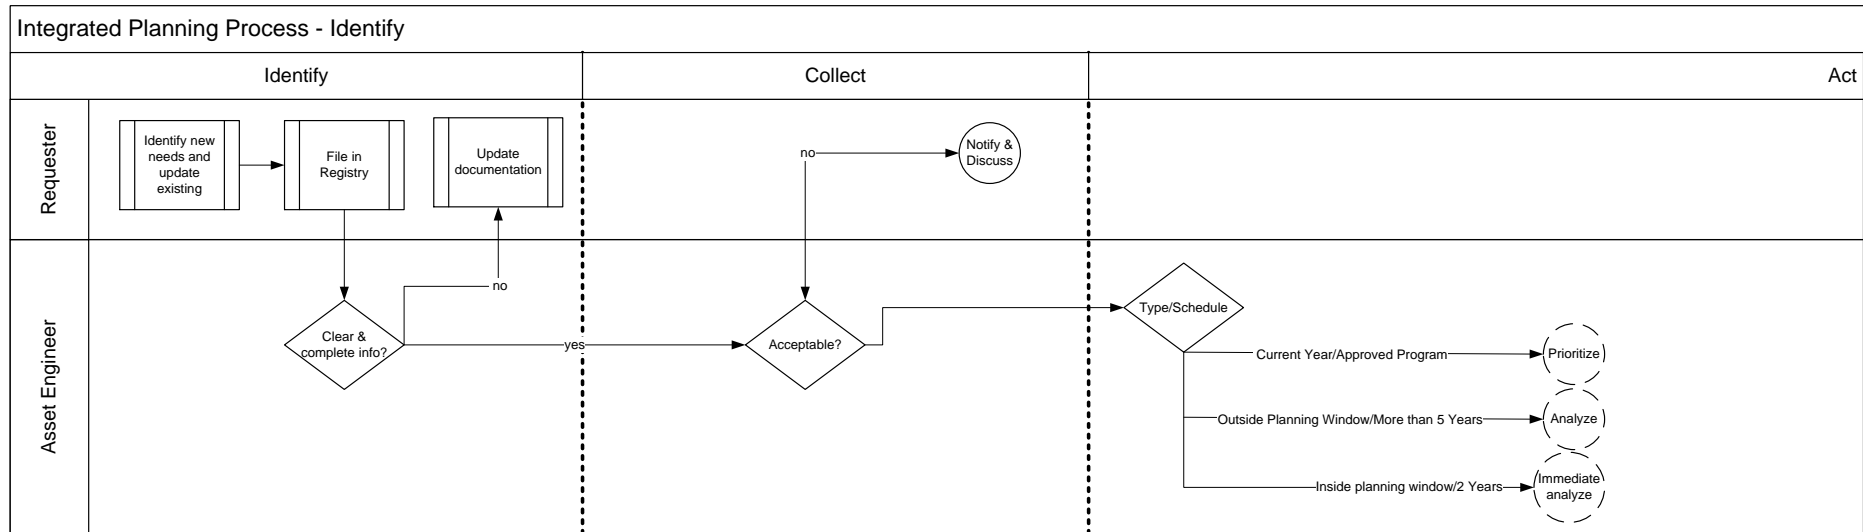 Integrated Planning Process - Identify
Identify
Collect
Act
Requester
Identify new
needs and
update
existing
File in
Registry
Update
documentation
no
Notify &
Discuss
Asset Engineer
Clear &
complete info?
no
yes
Acceptable?
Type/Schedule
Current Year/Approved Program
Prioritize
Outside Planning Window/More than 5 Years
Analyze
Inside planning window/2 Years
Immediate
analyze